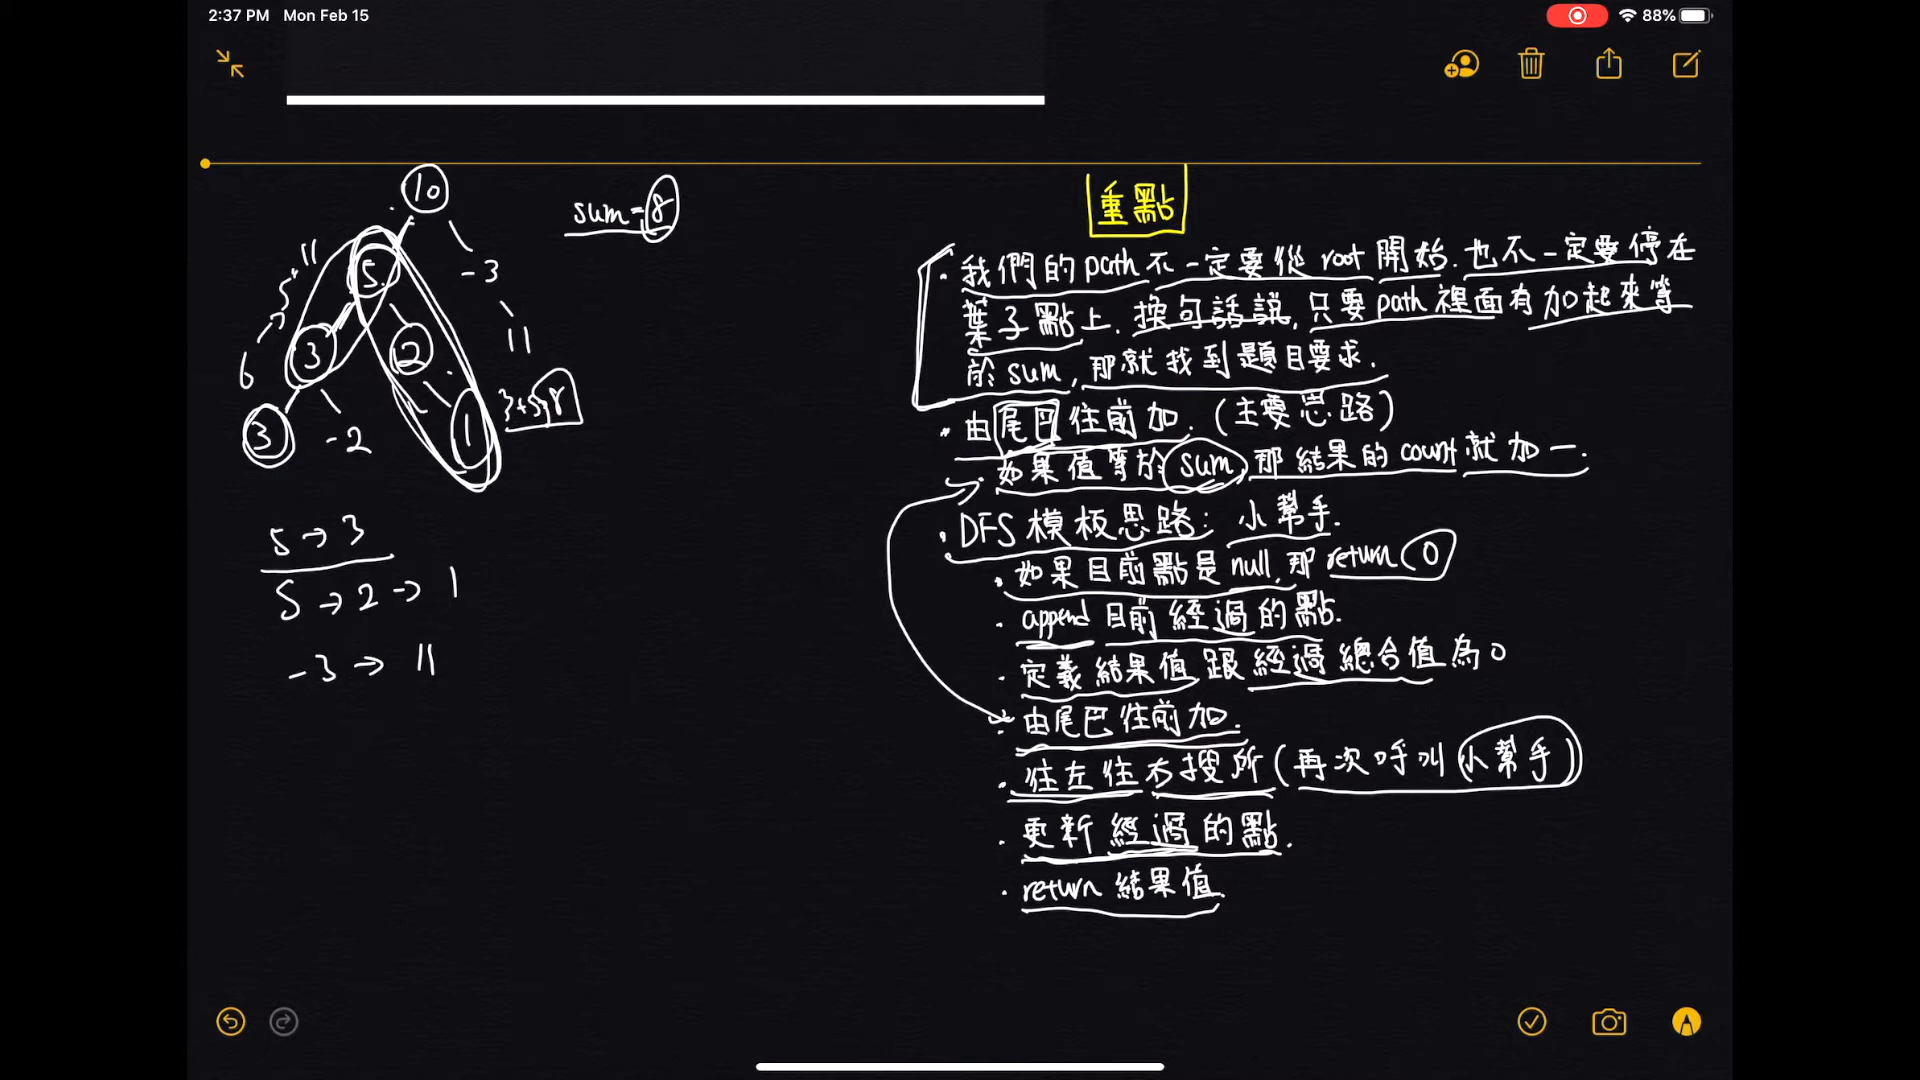 2:37 PM Mon Feb 15
88%
10
sum=8
5
-3
11
5+
3
2
11
6
3
-2
1
3+5=8
5→3
5→2→1
-3→11
重點
·我們的path不一定要從root開始.也不一定要停在
葉子點上.換句話說,只要path裡面有加起來等
於sum,那就找到題目要求.
·由尾巴往前加.(主要思路)
·如果值等於sum,那結果的count就加一.
·DFS模板思路:小幫手.
·如果目前點是null,那return 0
·append目前經過的點.
·定義結果值跟經過總合值為0
·由尾巴往前加.
·往左往右搜所(再次呼叫小幫手)
·更新經過的點.
·return結果值.